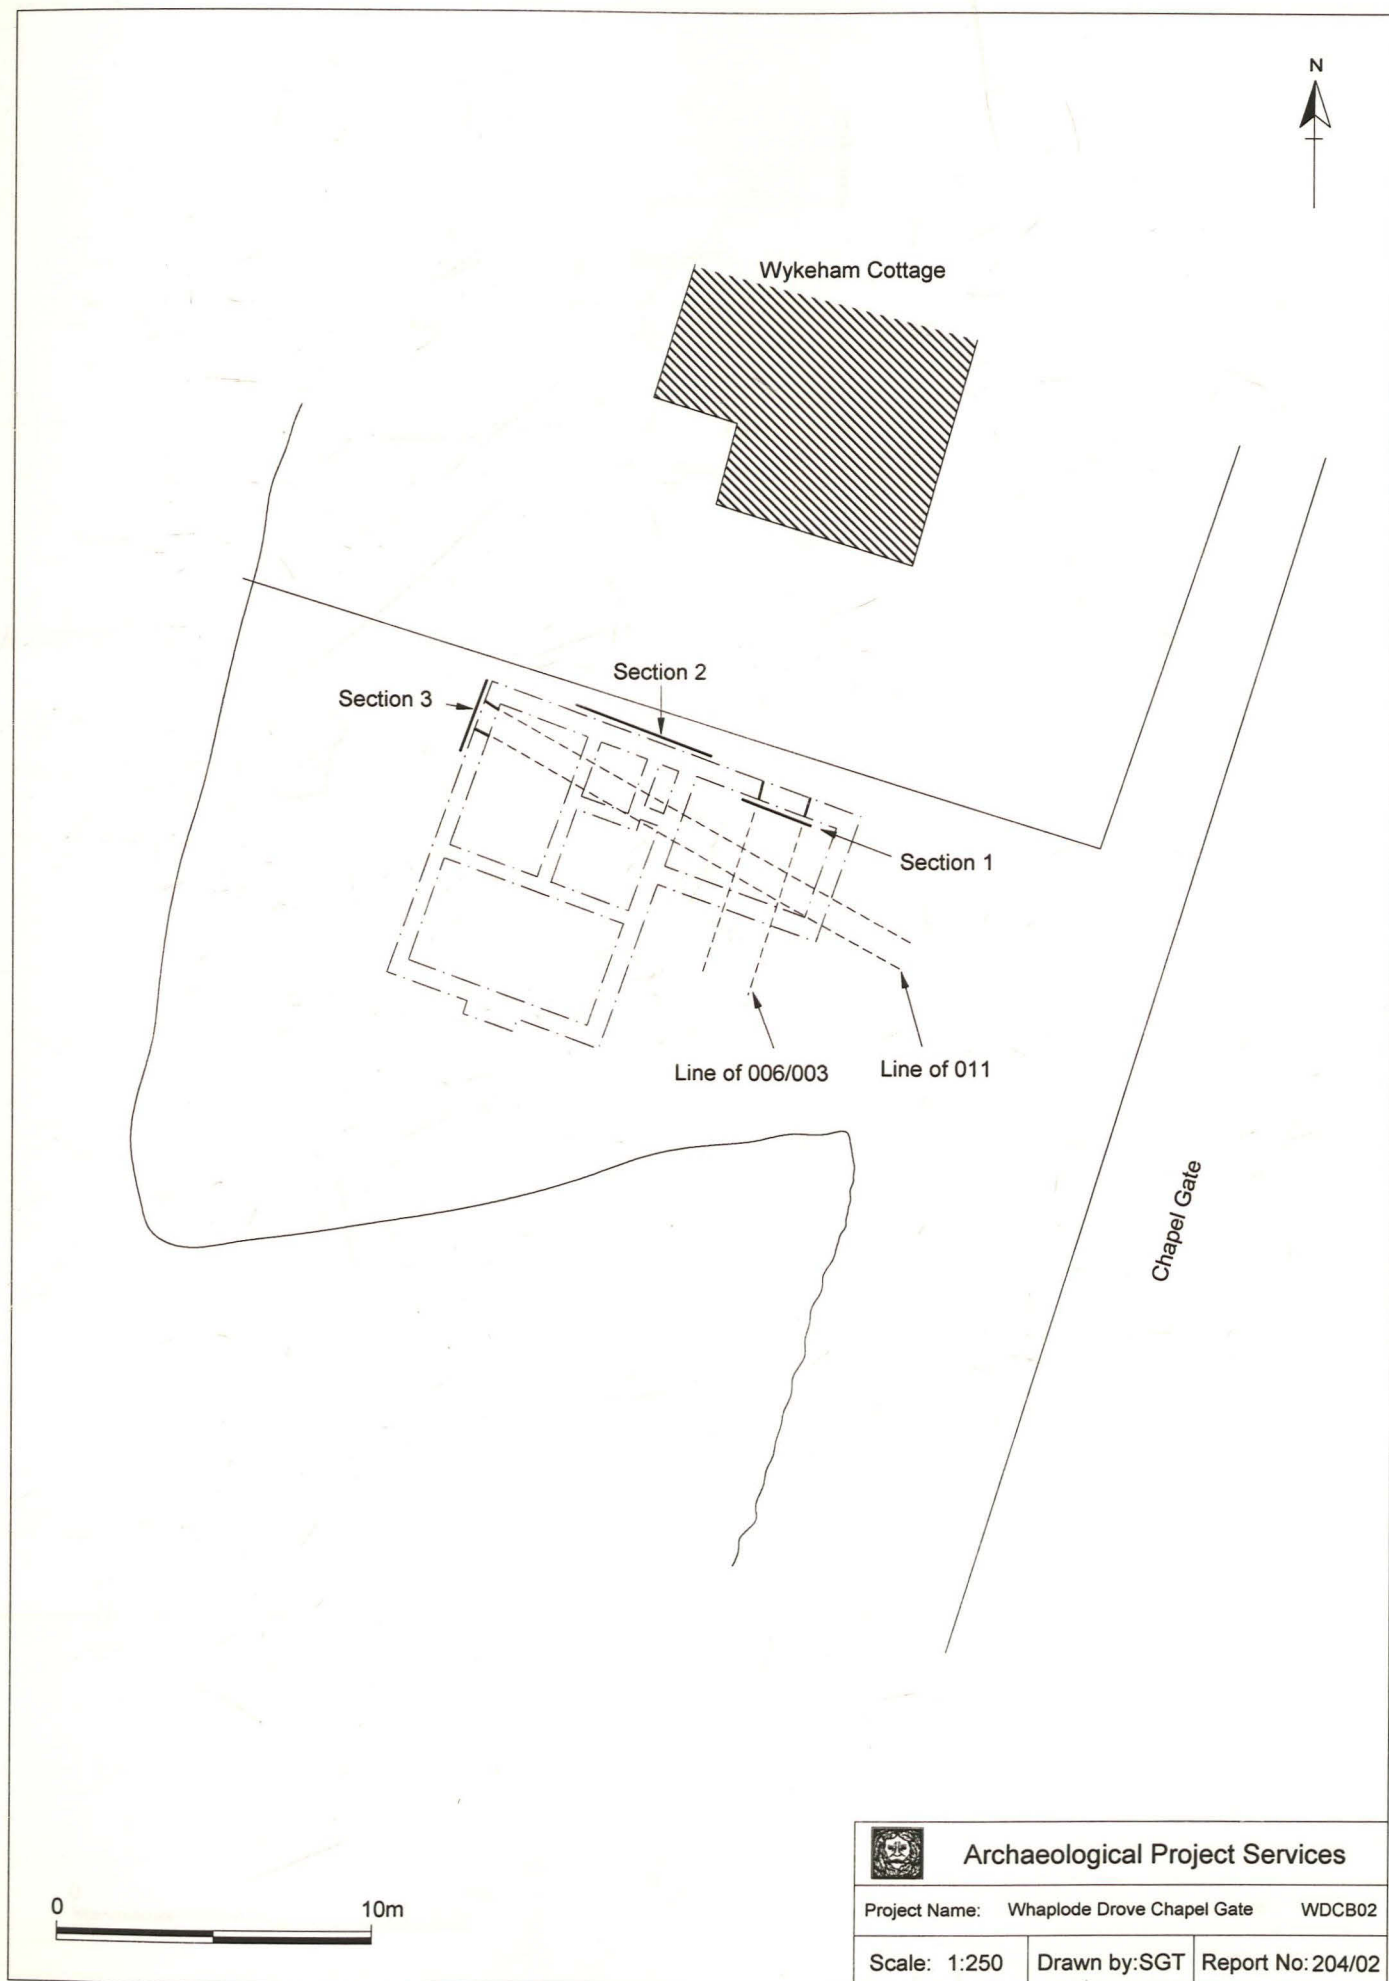 N
Wykeham Cottage
Section 2
Section 3
Section 1
Line of 006/003
Line of 011
Chapel Gate
0 10m
Archaeological Project Services
Project Name: Whaplode Drove Chapel Gate WDCB02
Scale: 1:250 Drawn by:SGT Report No:204/02